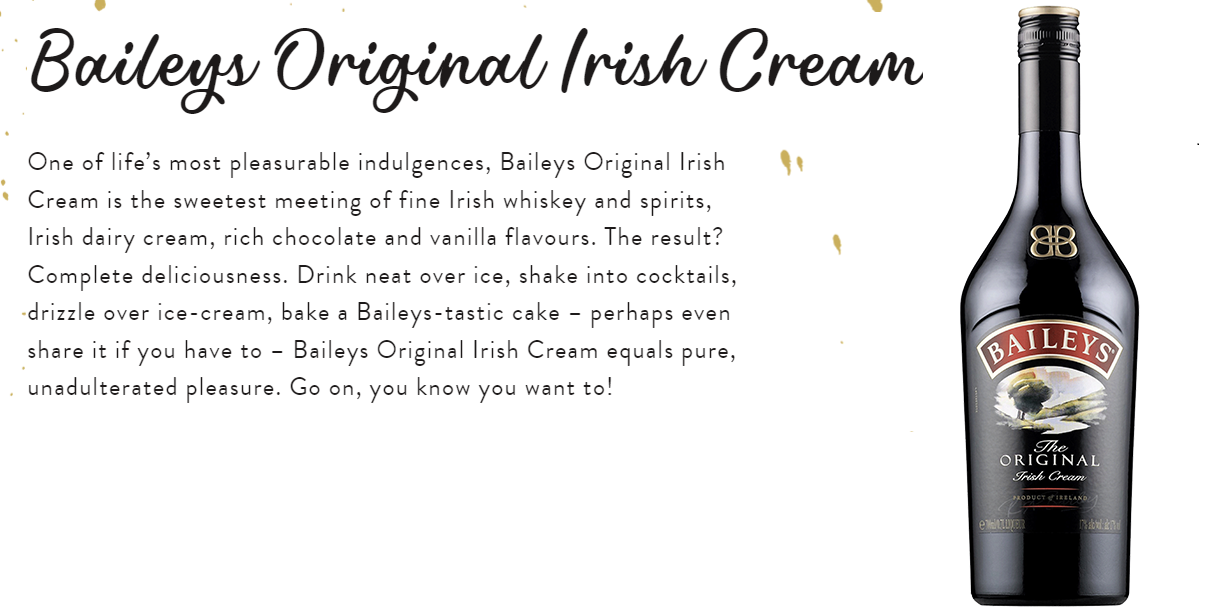 Baileys Original Irish Cream
One of life’s most pleasurable indulgences, Baileys Original Irish
Cream is the sweetest meeting of fine Irish whiskey and spirits,
Irish dairy cream, rich chocolate and vanilla flavours. The result?
Complete deliciousness. Drink neat over ice, shake into cocktails,
drizzle over ice-cream, bake a Baileys-tastic cake – perhaps even
share it if you have to – Baileys Original Irish Cream equals pure,
unadulterated pleasure. Go on, you know you want to!
BAILEYS
The
ORIGINAL
Irish Cream
PRODUCT of IRELAND